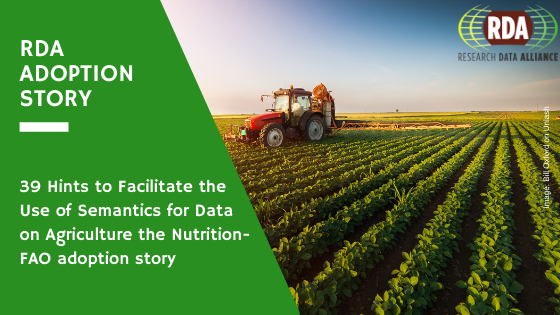 RDA
ADOPTION
STORY
39 Hints to Facilitate the
Use of Semantics for Data
on Agriculture the Nutrition-
FAO adoption story
RDA
RESEARCH DATA ALLIANCE